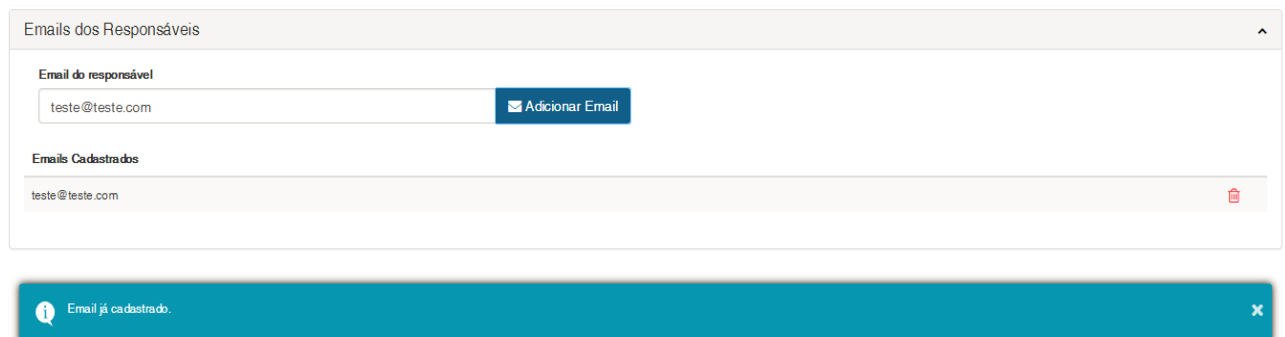 Emails dos Responsáveis
Email do responsável
teste@teste.com
Adicionar Email
Emails Cadastrados
teste@teste.com
Email já cadastrado.